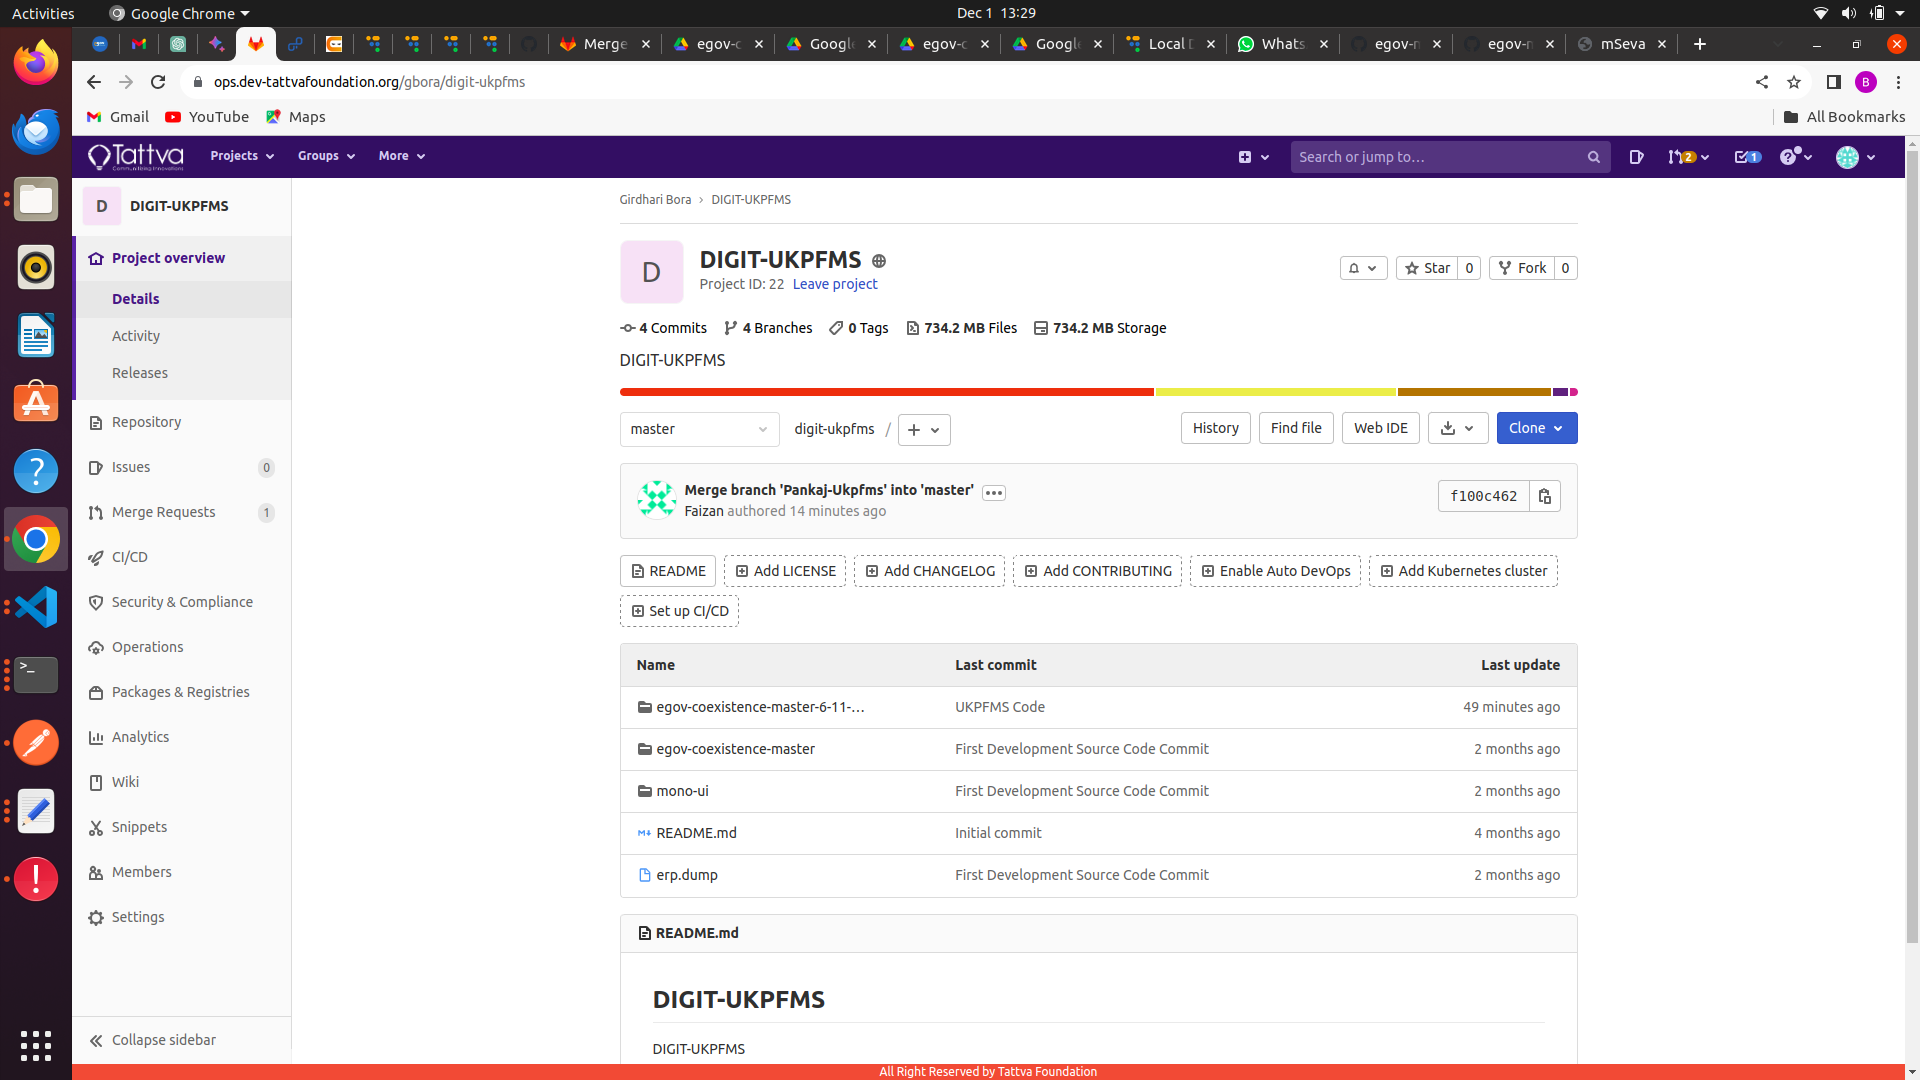 Activities
Google Chrome
Dec 1 13:29
Merge
egov-c
Google
egov-c
Google
Local D
Whats
egov-n
egov-n
mSeva
ops.dev-tattvafoundation.org/gbora/digit-ukpfms
B
Gmail
YouTube
Maps
All Bookmarks
Tattva
Projects
Groups
More
Search or jump to…
2
1
D
DIGIT-UKPFMS
Project overview
Details
Activity
Releases
Repository
Issues 0
Merge Requests 1
CI/CD
Security & Compliance
Operations
Packages & Registries
Analytics
Wiki
Snippets
Members
Settings
Collapse sidebar
Girdhari Bora > DIGIT-UKPFMS
D
DIGIT-UKPFMS
Project ID: 22 Leave project
Star 0
Fork 0
4 Commits 4 Branches 0 Tags 734.2 MB Files 734.2 MB Storage
DIGIT-UKPFMS
master
digit-ukpfms /
History
Find file
Web IDE
Clone
Merge branch 'Pankaj-Ukpfms' into 'master'
Faizan authored 14 minutes ago
f100c462
README
Add LICENSE
Add CHANGELOG
Add CONTRIBUTING
Enable Auto DevOps
Add Kubernetes cluster
Set up CI/CD
Name Last commit Last update
egov-coexistence-master-6-11-… UKPFMS Code 49 minutes ago
egov-coexistence-master First Development Source Code Commit 2 months ago
mono-ui First Development Source Code Commit 2 months ago
README.md Initial commit 4 months ago
erp.dump First Development Source Code Commit 2 months ago
README.md
DIGIT-UKPFMS
DIGIT-UKPFMS
All Right Reserved by Tattva Foundation